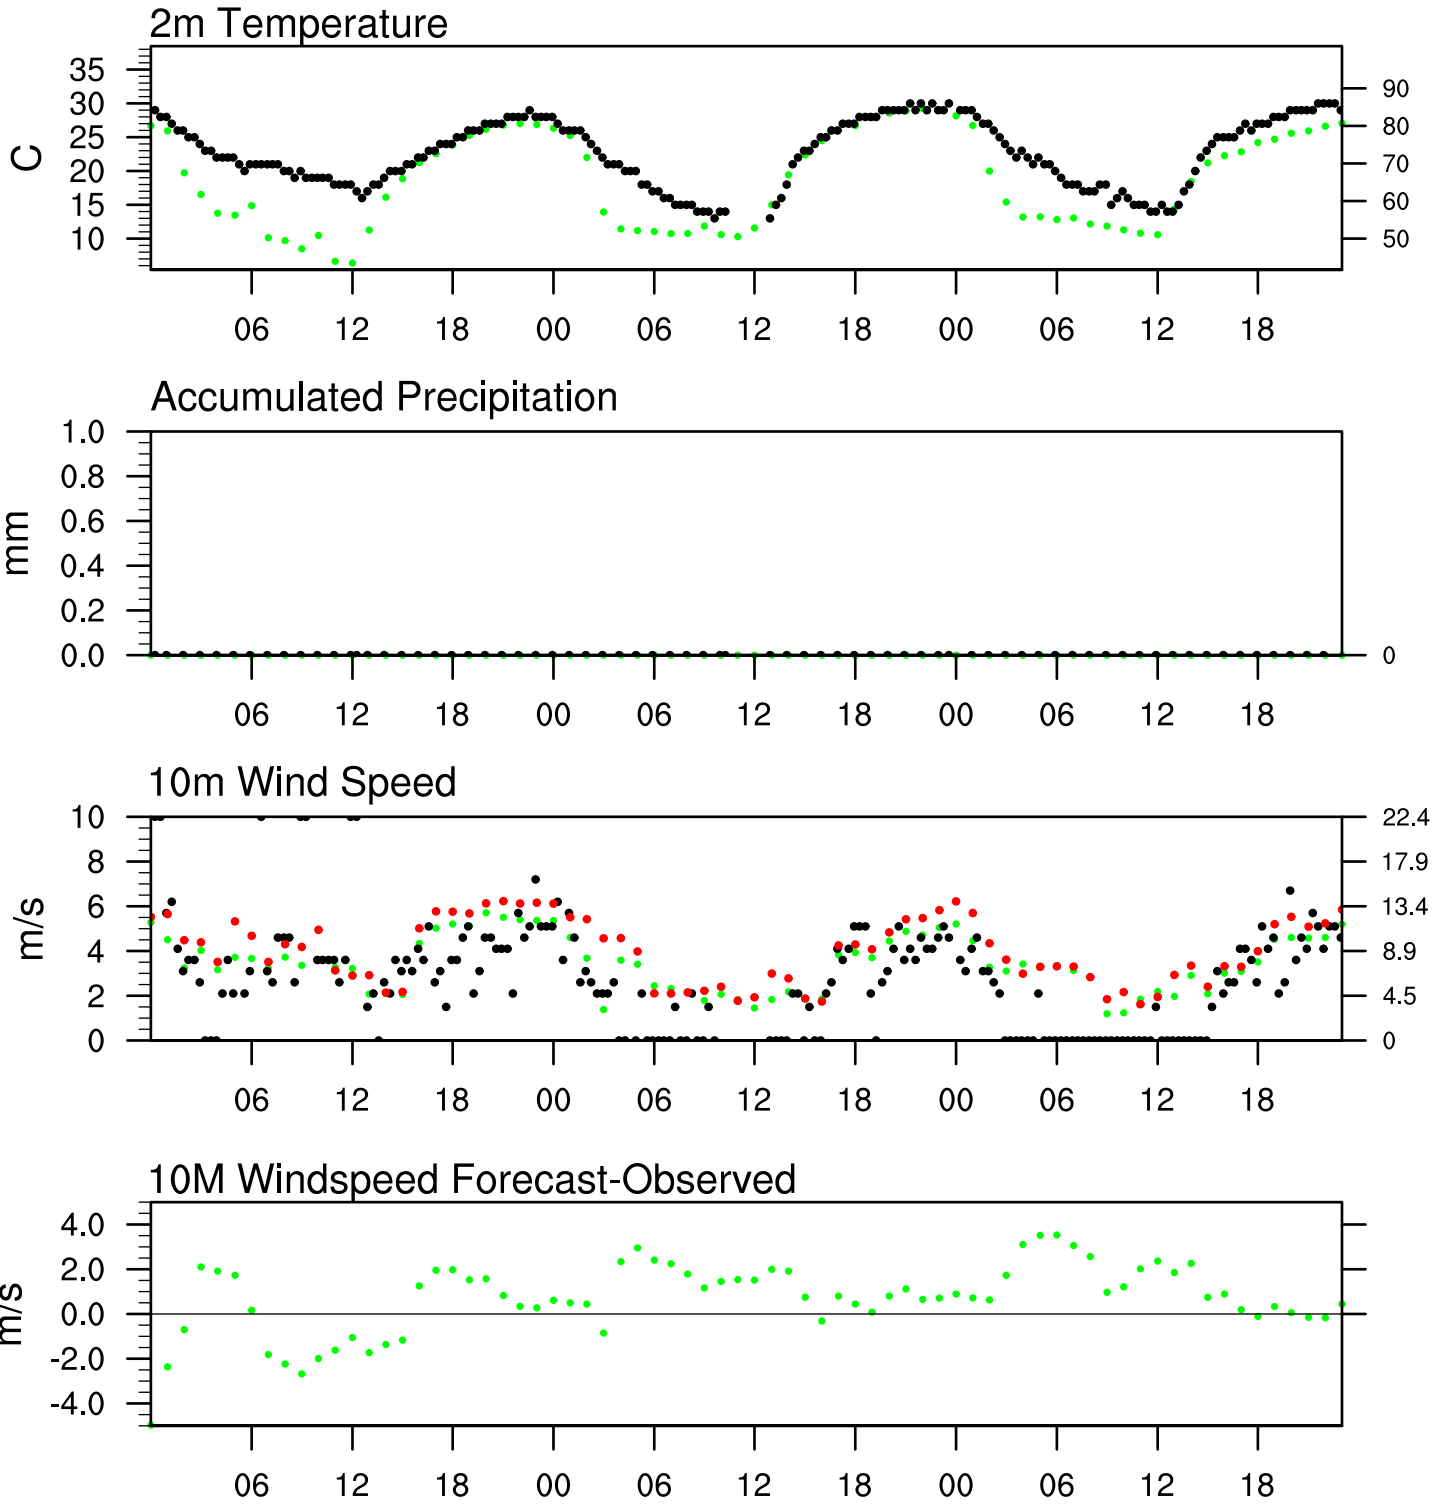 2m Temperature
35
30
25
20
15
10
C
90
80
70
60
50
06 12 18 00 06 12 18 00 06 12 18
Accumulated Precipitation
1.0
0.8
0.6
0.4
0.2
0.0
mm
0
06 12 18 00 06 12 18 00 06 12 18
10m Wind Speed
10
8
6
4
2
0
m/s
22.4
17.9
13.4
8.9
4.5
0
06 12 18 00 06 12 18 00 06 12 18
10M Windspeed Forecast-Observed
4.0
2.0
0.0
-2.0
-4.0
m/s
06 12 18 00 06 12 18 00 06 12 18